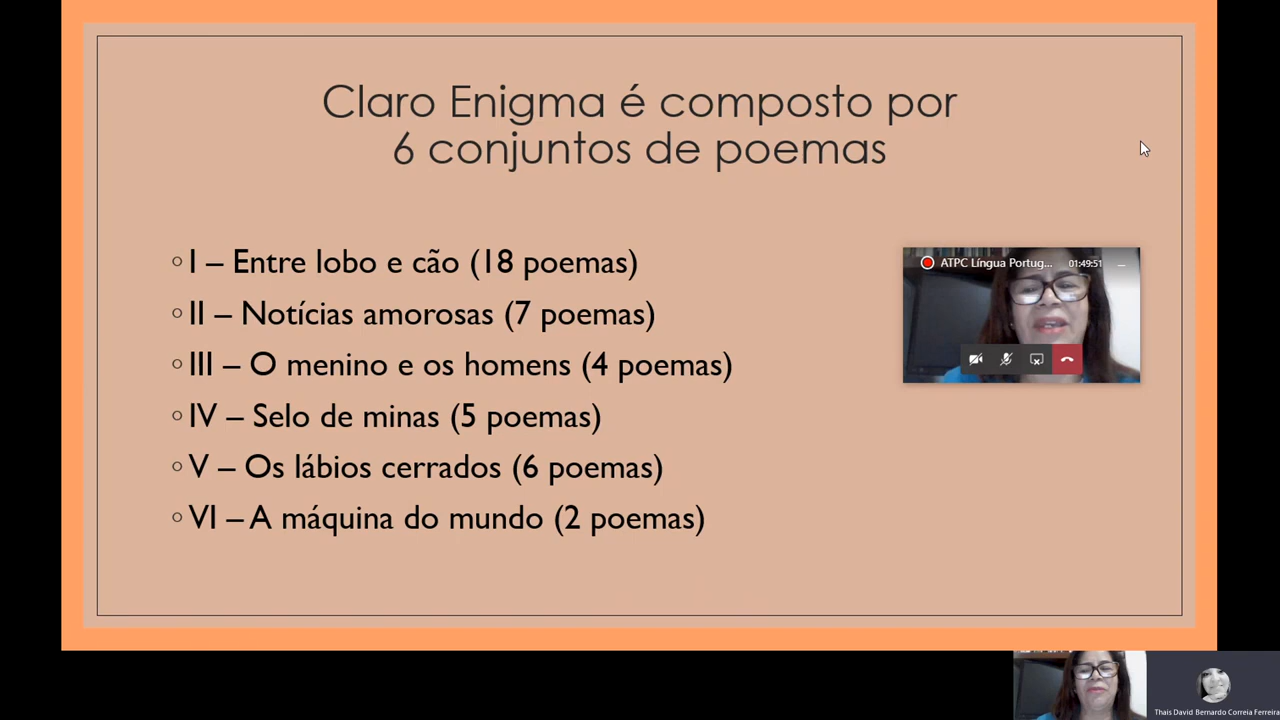 Claro Enigma é composto por
6 conjuntos de poemas
I – Entre lobo e cão (18 poemas)
II – Notícias amorosas (7 poemas)
III – O menino e os homens (4 poemas)
IV – Selo de minas (5 poemas)
V – Os lábios cerrados (6 poemas)
VI – A máquina do mundo (2 poemas)
ATPC Língua Portug... 01:49:51
Thais David Bernardo Correia Ferreira